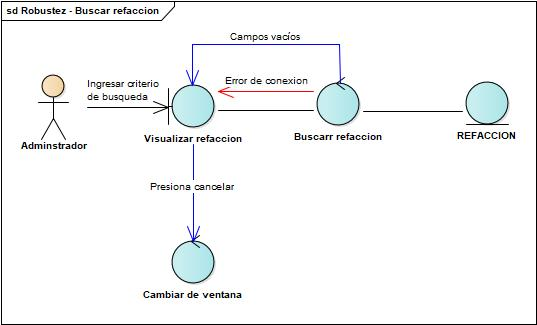 sd Robustez - Buscar refaccion
Campos vacíos
Ingresar criterio
de busqueda
Error de conexion
Adminstrador
Visualizar refaccion
Buscarr refaccion
REFACCION
Presiona cancelar
Cambiar de ventana